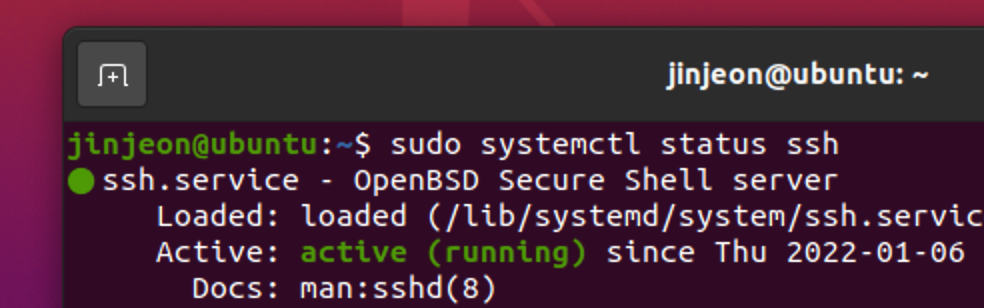 jinjeon@ubuntu: ~
jinjeon@ubuntu:~$ sudo systemctl status ssh
ssh.service - OpenBSD Secure Shell server
Loaded: loaded (/lib/systemd/system/ssh.servic
Active: active (running) since Thu 2022-01-06
Docs: man:sshd(8)